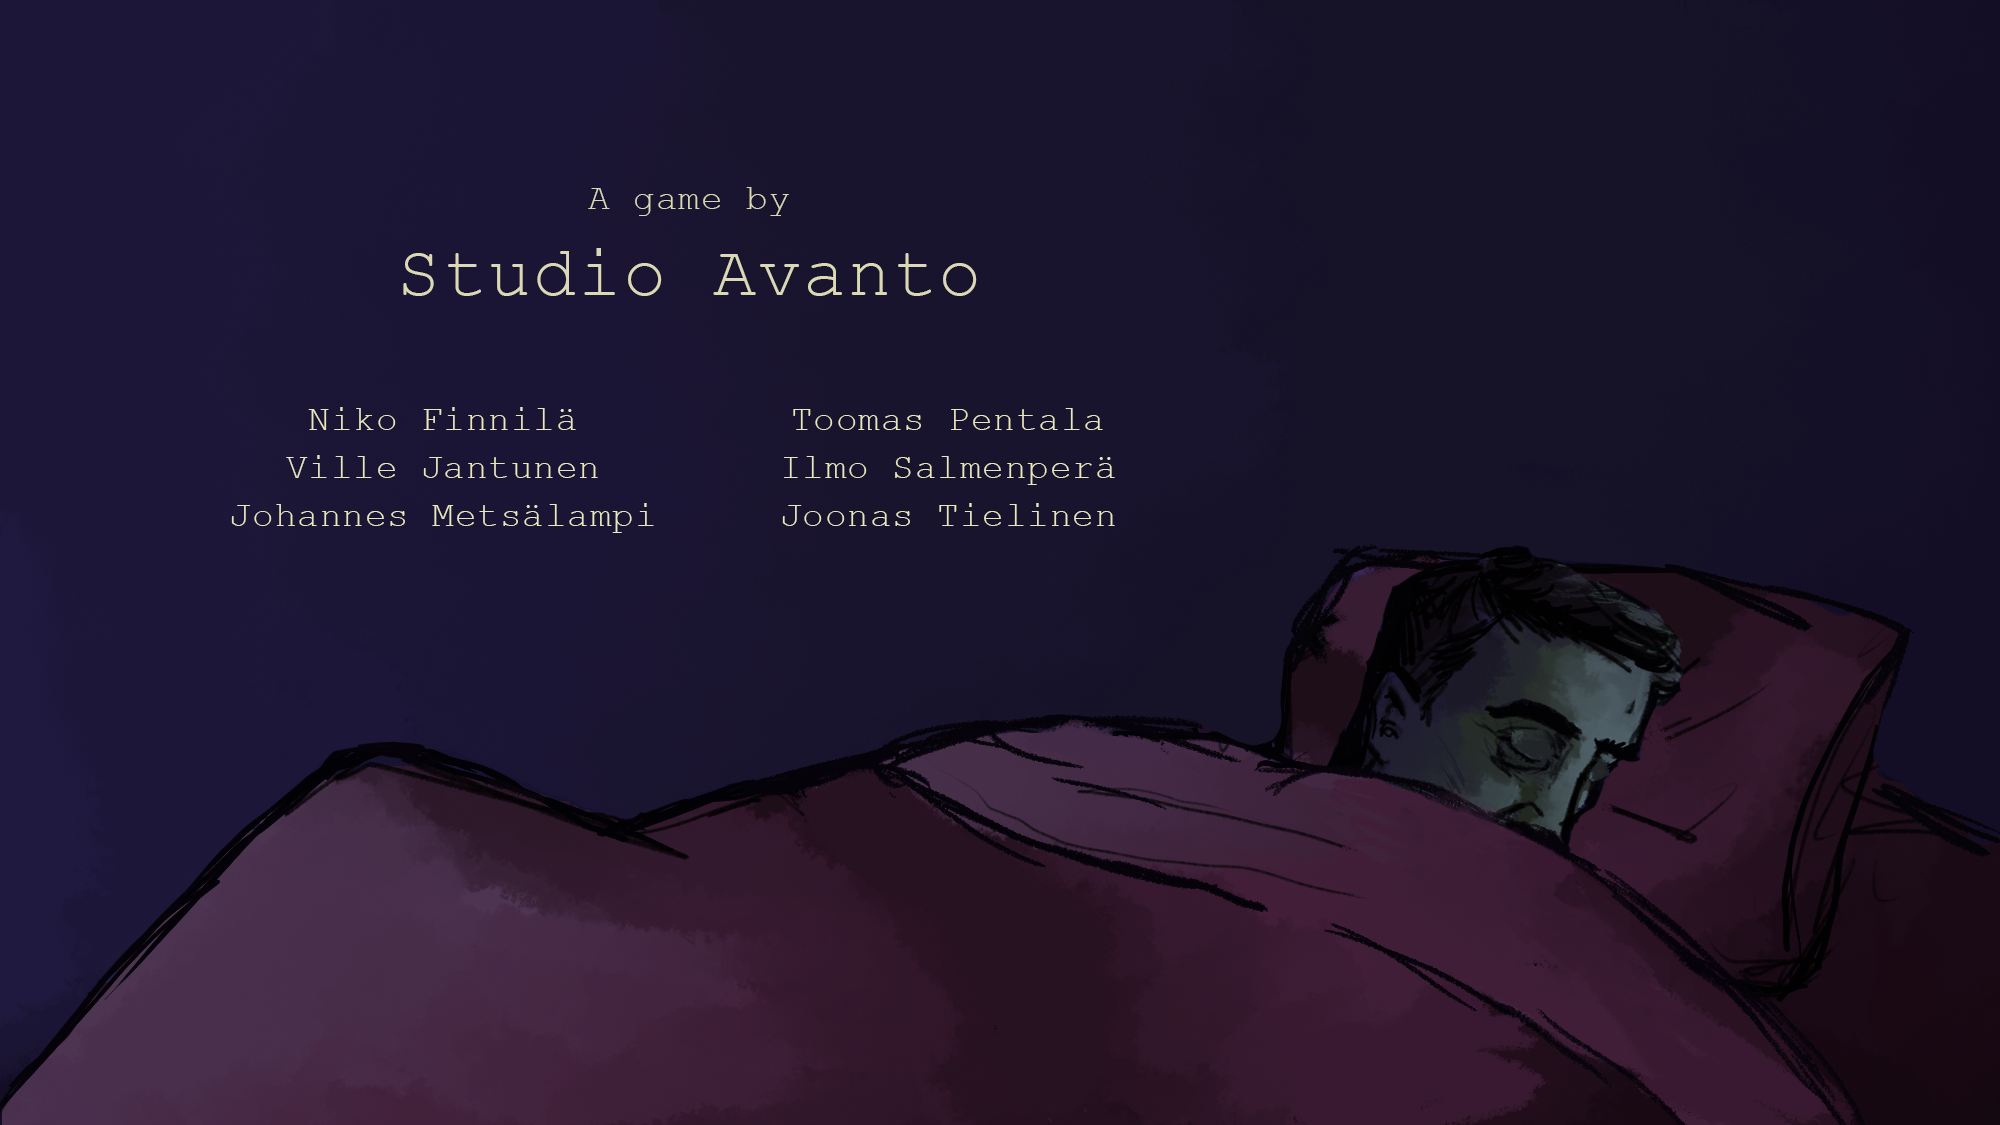 A game by
Studio Avanto
Niko Finnilä
Ville Jantunen
Johannes Metsälampi
Toomas Pentala
Ilmo Salmenperä
Joonas Tielinen